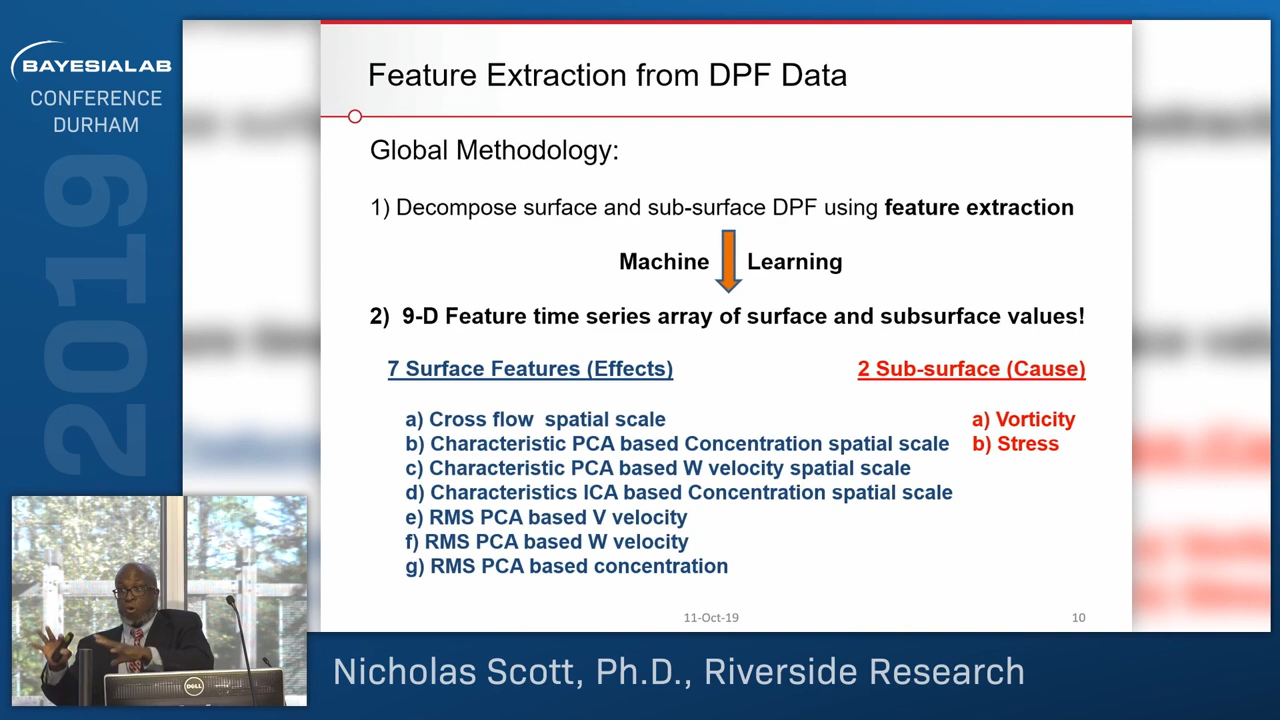 BAYESIALAB
CONFERENCE
DURHAM
2019
Feature Extraction from DPF Data
Global Methodology:
1) Decompose surface and sub-surface DPF using feature extraction
Machine Learning
2) 9-D Feature time series array of surface and subsurface values!
7 Surface Features (Effects)
2 Sub-surface (Cause)
a) Cross flow spatial scale
b) Characteristic PCA based Concentration spatial scale
c) Characteristic PCA based W velocity spatial scale
d) Characteristics ICA based Concentration spatial scale
e) RMS PCA based V velocity
f) RMS PCA based W velocity
g) RMS PCA based concentration
a) Vorticity
b) Stress
11-Oct-19
10
DELL
Nicholas Scott, Ph.D., Riverside Research